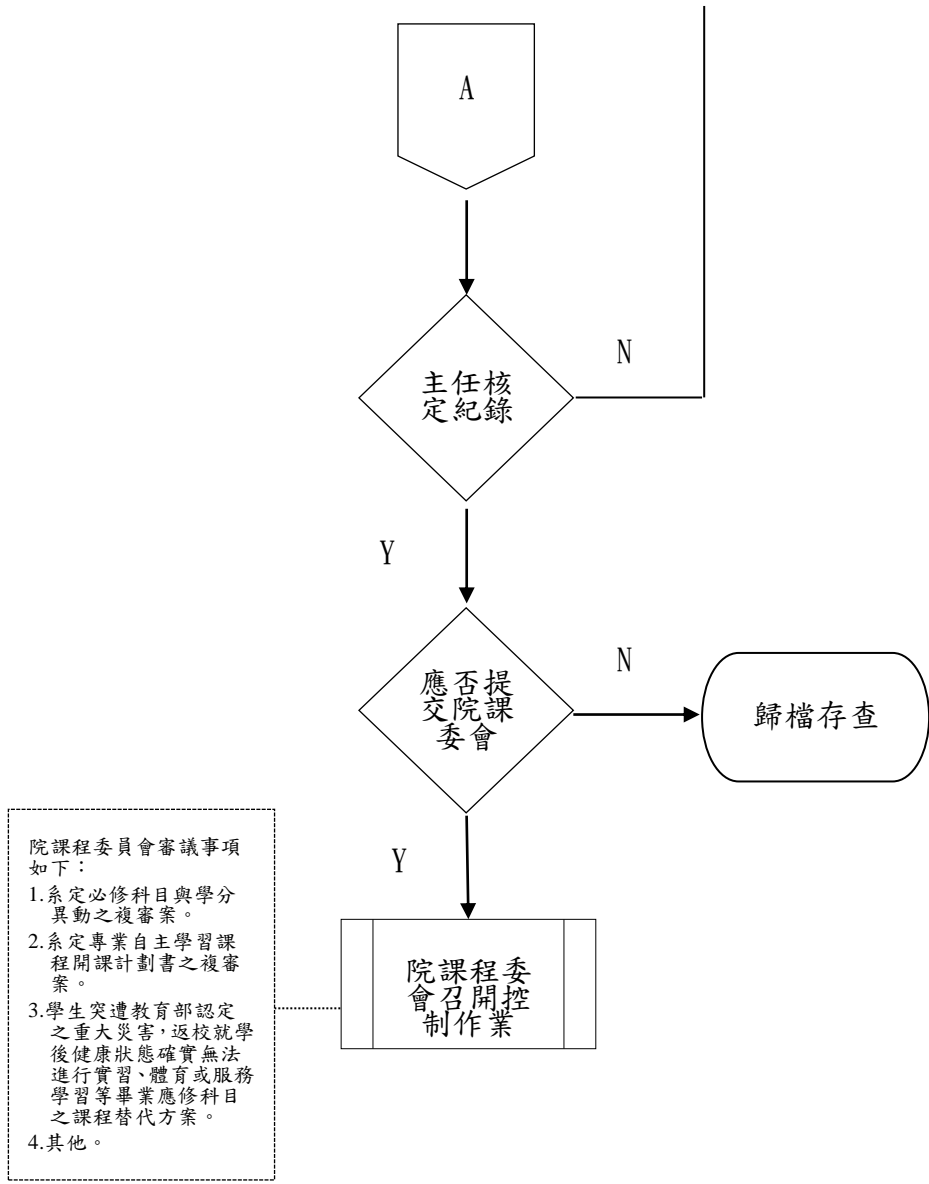 A
主任核
定紀錄
N
Y
應否提
交院課
委會
N
歸檔存查
Y
院課程委
會召開控
制作業
院課程委員會審議事項
如下：
1.系定必修科目與學分
異動之複審案。
2.系定專業自主學習課
程開課計劃書之複審
案。
3.學生突遭教育部認定
之重大災害，返校就學
後健康狀態確實無法
進行實習、體育或服務
學習等畢業應修科目
之課程替代方案。
4.其他。